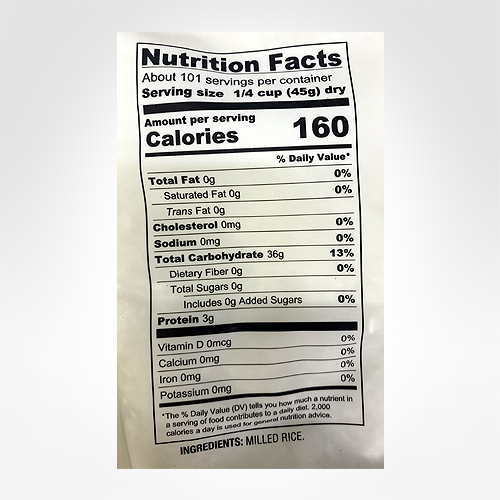 Nutrition Facts
About 101 servings per container
Serving size 1/4 cup (45g) dry
Amount per serving
Calories 160
% Daily Value*
Total Fat 0g 0%
Saturated Fat 0g 0%
Trans Fat 0g
Cholesterol 0mg 0%
Sodium 0mg 0%
Total Carbohydrate 36g 13%
Dietary Fiber 0g 0%
Total Sugars 0g
Includes 0g Added Sugars 0%
Protein 3g
Vitamin D 0mcg 0%
Calcium 0mg 0%
Iron 0mg 0%
Potassium 0mg 0%
*The % Daily Value (DV) tells you how much a nutrient in
a serving of food contributes to a daily diet. 2,000
calories a day is used for general nutrition advice.
INGREDIENTS: MILLED RICE.